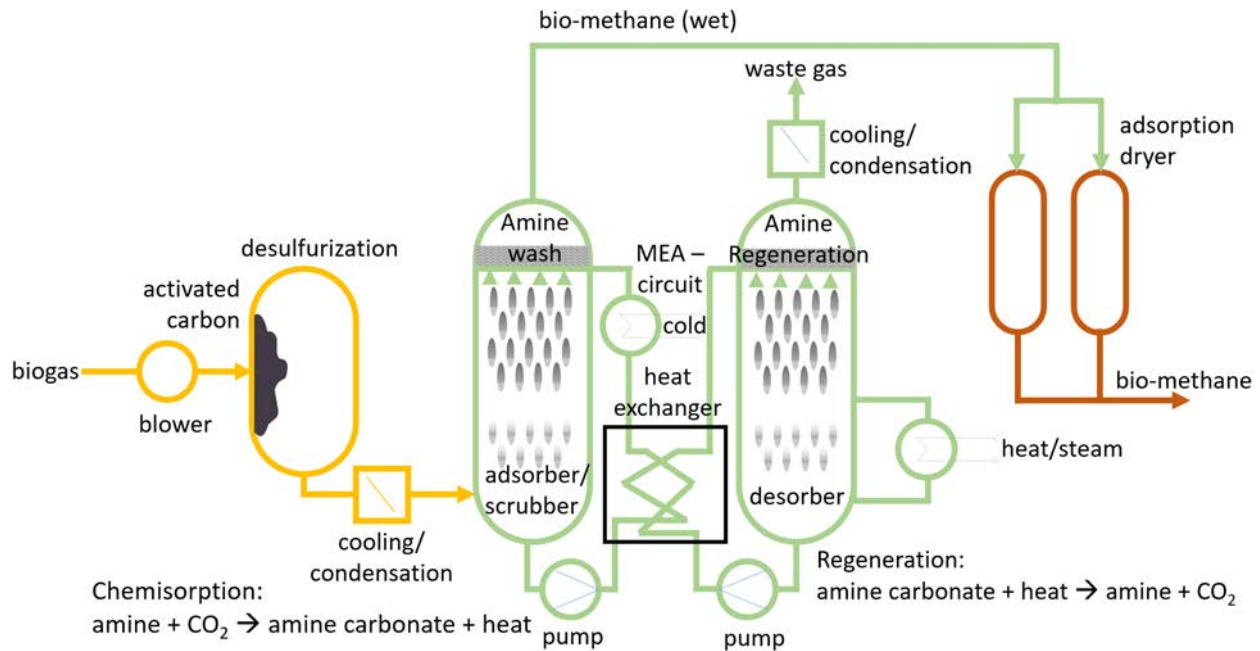 bio-methane (wet)
waste gas
cooling/
condensation
adsorption
dryer
desulfurization
activated
carbon
Amine
wash
MEA –
circuit
Amine
Regeneration
cold
biogas
blower
heat
exchanger
bio-methane
heat/steam
adsorber/
scrubber
desorber
cooling/
condensation
pump
pump
Chemisorption:
amine + CO₂ → amine carbonate + heat
Regeneration:
amine carbonate + heat → amine + CO₂